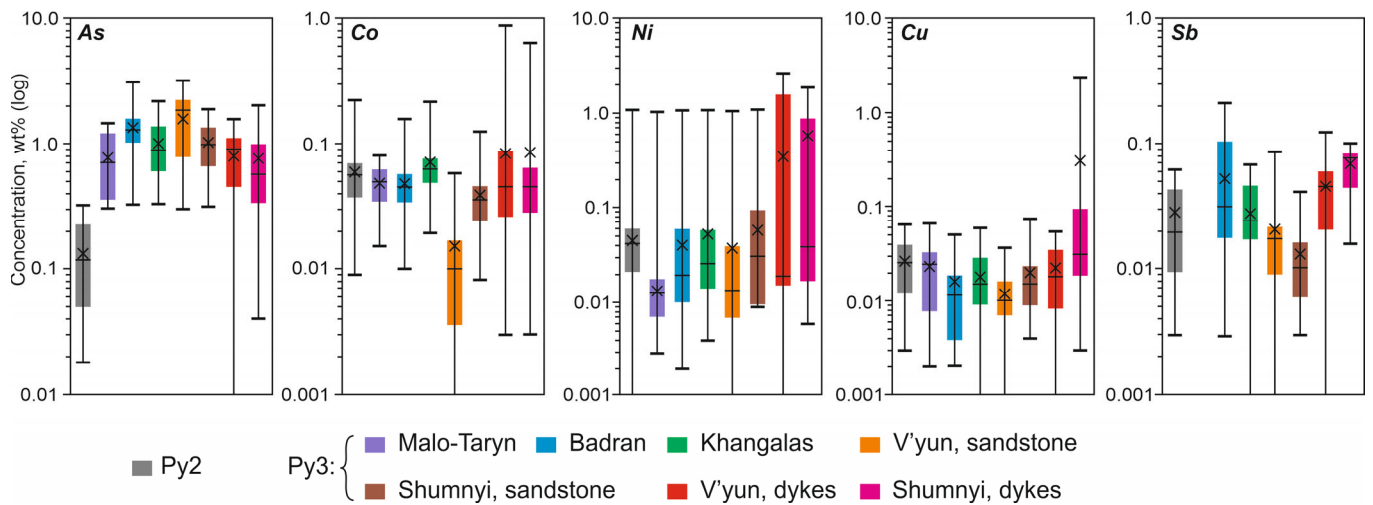 Concentration, wt% (log)
As
10.0
1.0
0.1
0.01
Co
1.0
0.1
0.01
0.001
Ni
10.0
1.0
0.1
0.01
0.001
Cu
10.0
1.0
0.1
0.01
0.001
Sb
1.0
0.1
0.01
0.001
Py2
Py3:
Malo-Taryn
Badran
Khangalas
V'yun, sandstone
Shumnyi, sandstone
V'yun, dykes
Shumnyi, dykes